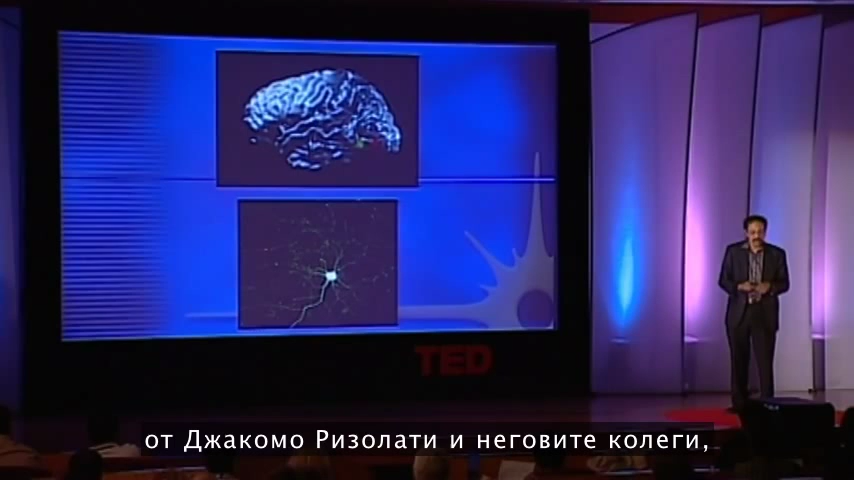 TED
от Джакомо Ризолати и неговите колеги,